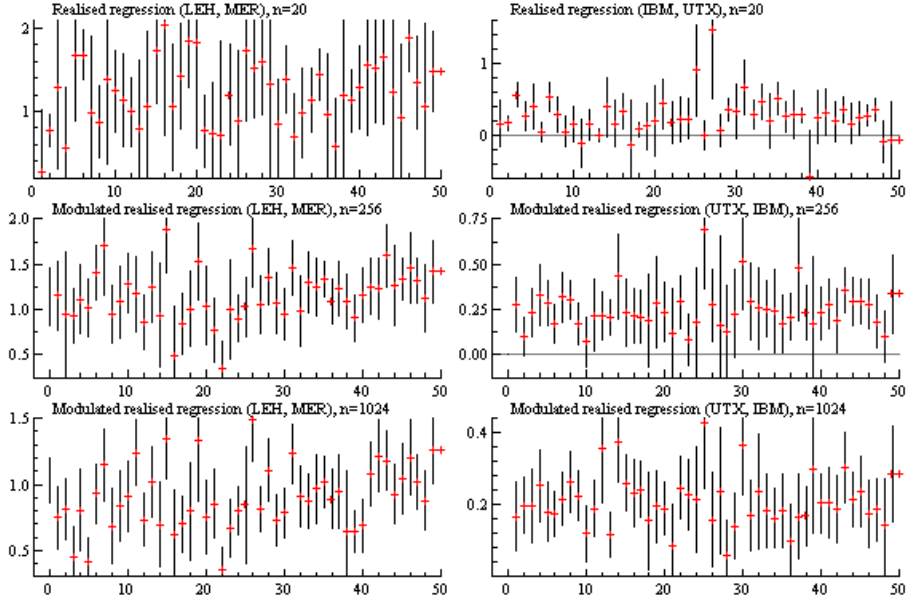 Realised regression (LEH, MER), n=20
Realised regression (IBM, UTX), n=20
2
1
0 10 20 30 40 50
1
0
0 10 20 30 40 50
Modulated realised regression (LEH, MER), n=256
Modulated realised regression (UTX, IBM), n=256
2.0
1.5
1.0
0.5
0 10 20 30 40 50
0.75
0.50
0.25
0.00
0 10 20 30 40 50
Modulated realised regression (LEH, MER), n=1024
Modulated realised regression (UTX, IBM), n=1024
1.5
1.0
0.5
0 10 20 30 40 50
0.4
0.2
0 10 20 30 40 50